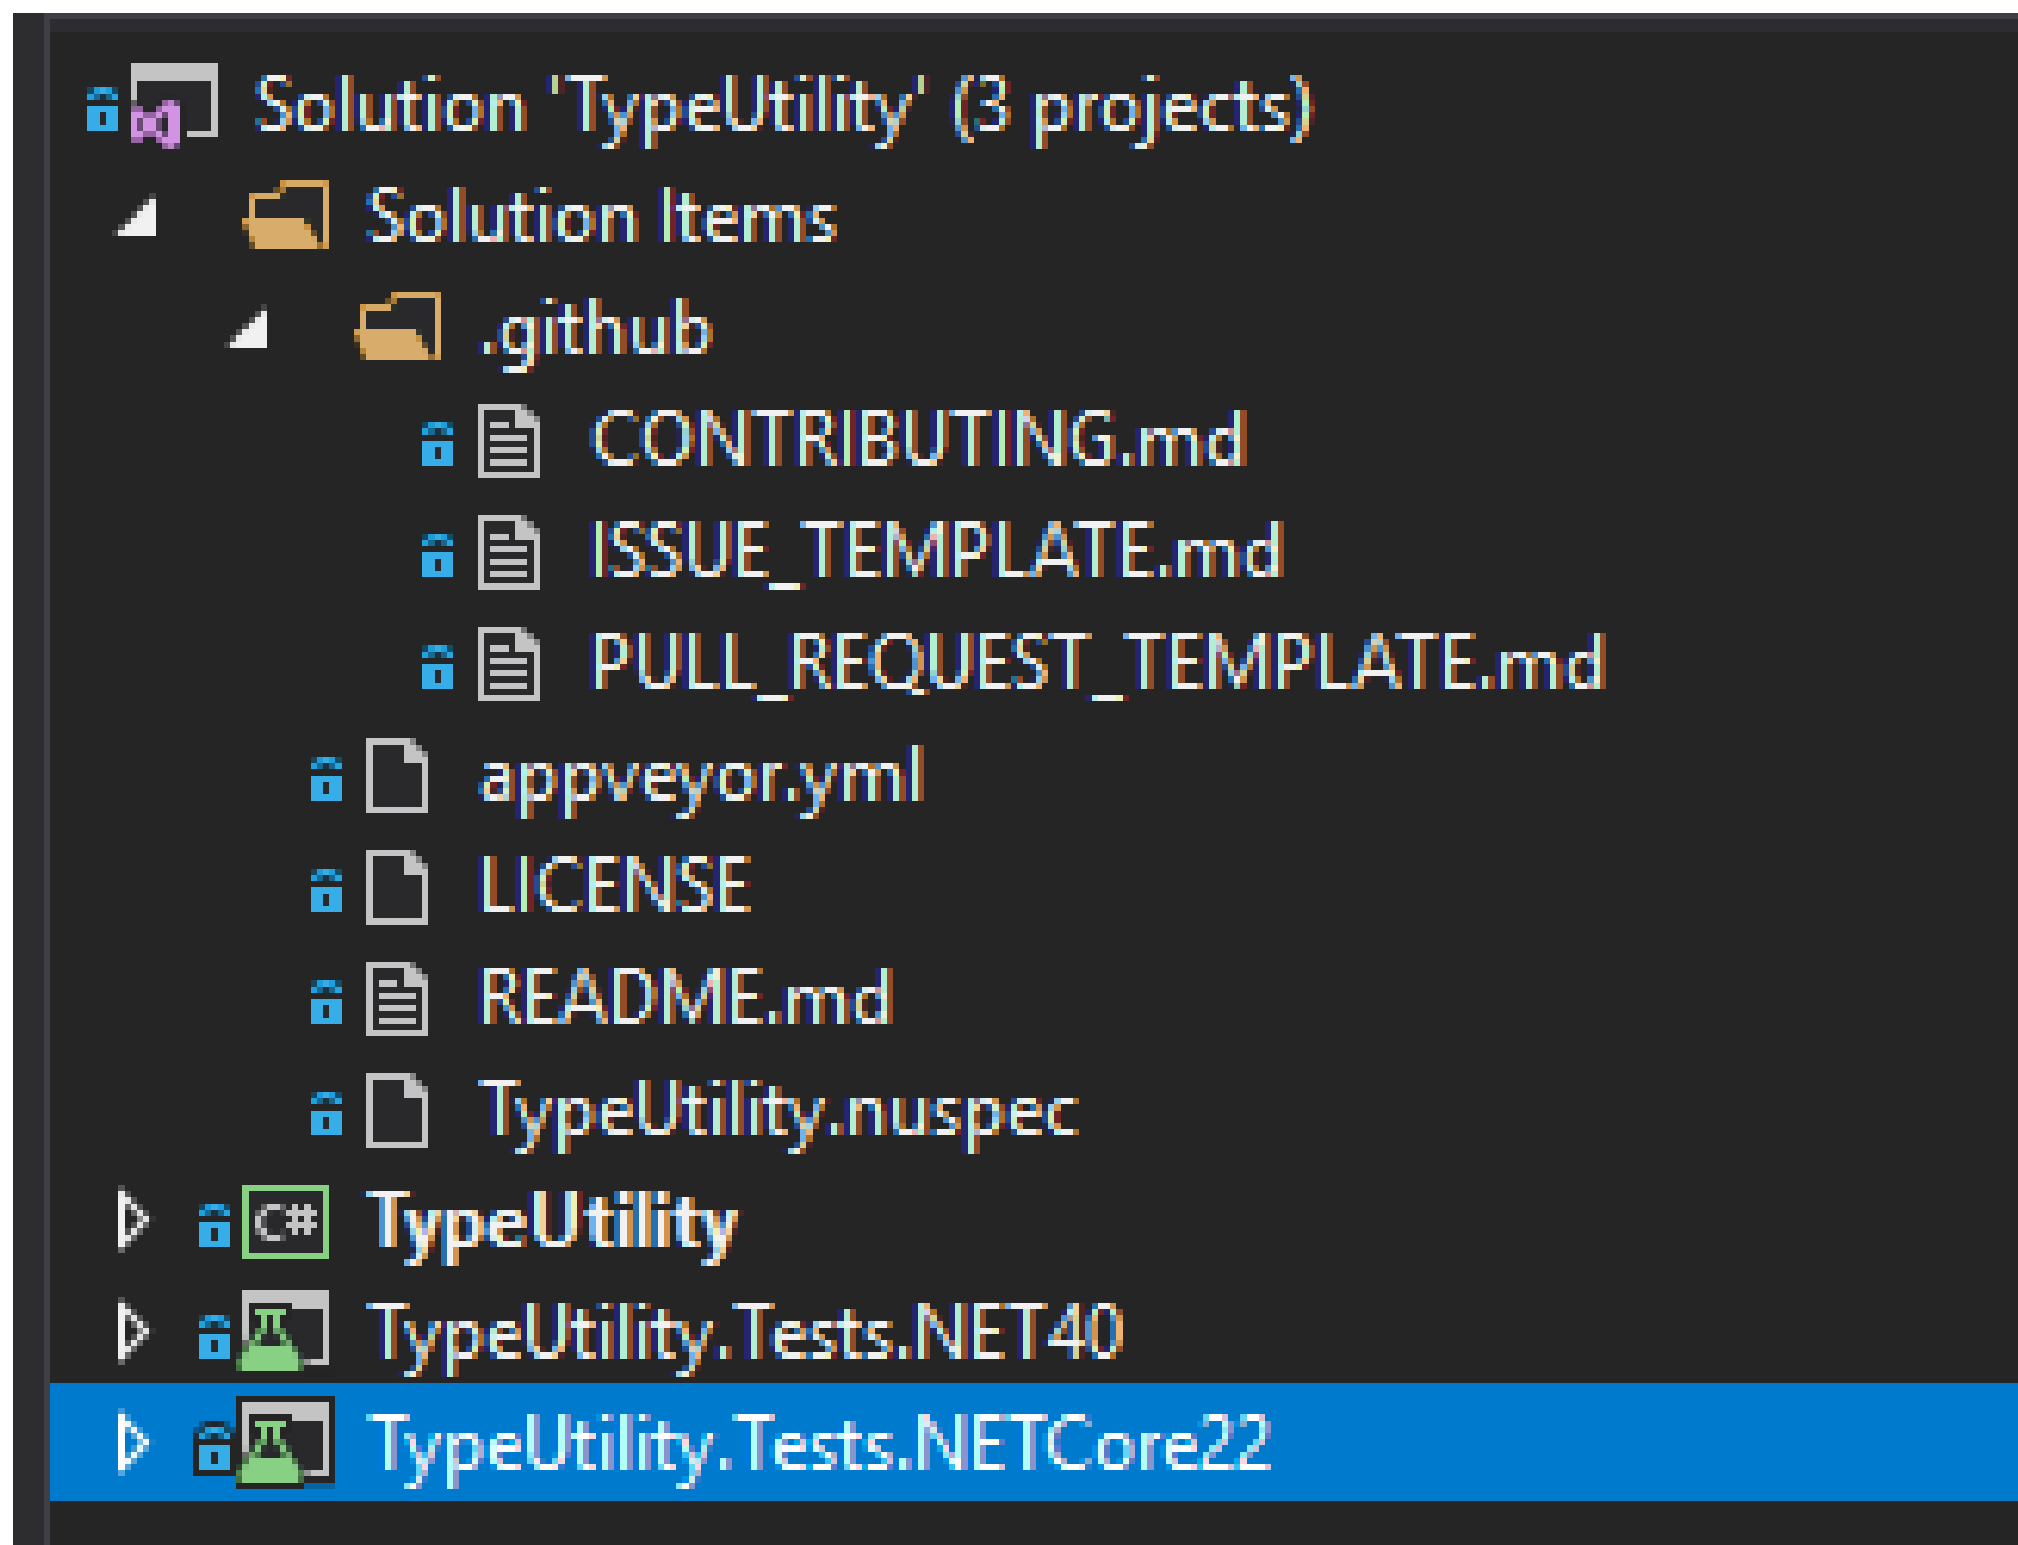 Solution 'TypeUtility' (3 projects)
Solution Items
.github
CONTRIBUTING.md
ISSUE_TEMPLATE.md
PULL_REQUEST_TEMPLATE.md
appveyor.yml
LICENSE
README.md
TypeUtility.nuspec
C# TypeUtility
TypeUtility.Tests.NET40
TypeUtility.Tests.NETCore22